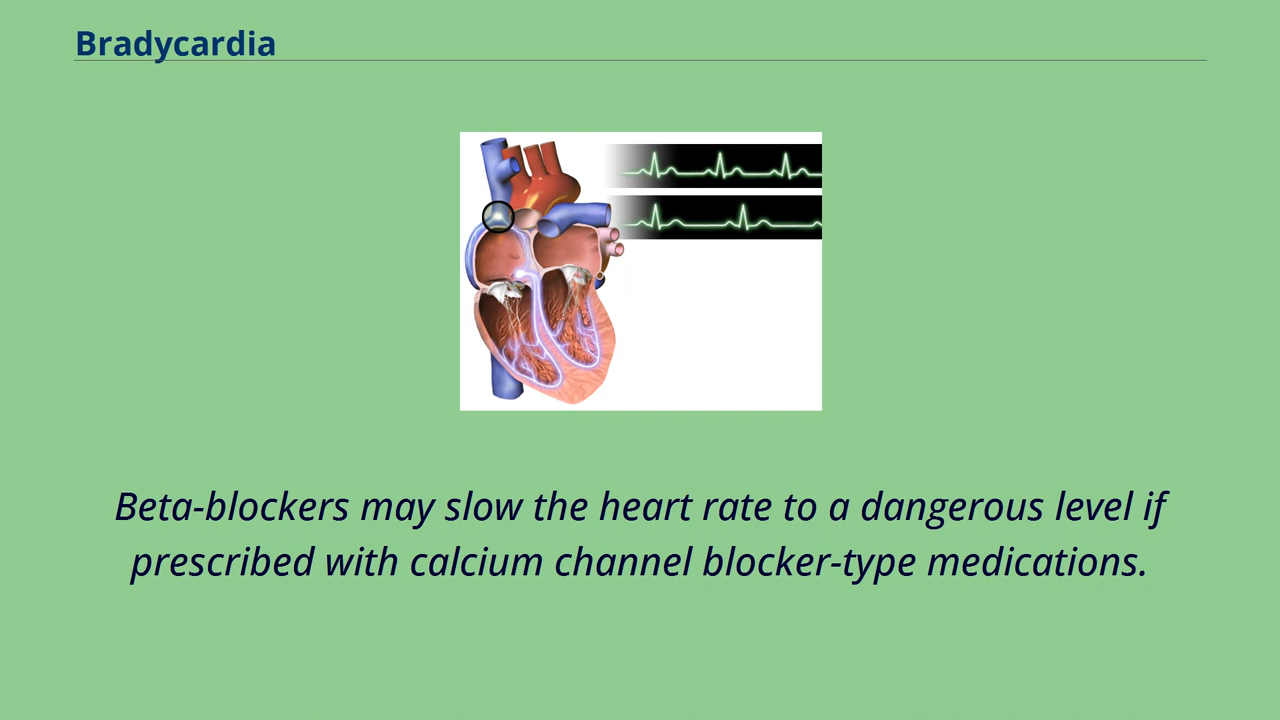 Bradycardia
Beta-blockers may slow the heart rate to a dangerous level if
prescribed with calcium channel blocker-type medications.